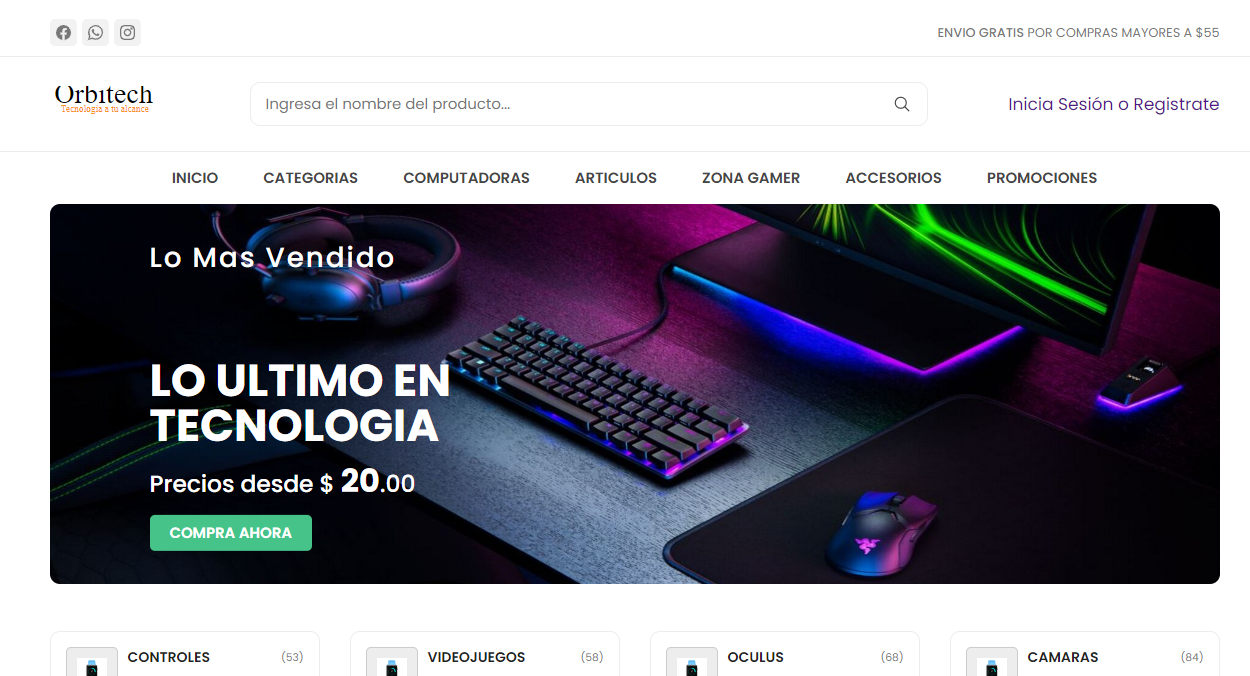 ENVIO GRATIS POR COMPRAS MAYORES A $55
Orbitech
Tecnologia a tu alcance
Ingresa el nombre del producto...
Inicia Sesión o Registrate
INICIO CATEGORIAS COMPUTADORAS ARTICULOS ZONA GAMER ACCESORIOS PROMOCIONES
Lo Mas Vendido
LO ULTIMO EN
TECNOLOGIA
Precios desde $ 20.00
COMPRA AHORA
CONTROLES (53) VIDEOJUEGOS (58) OCULUS (68) CAMARAS (84)